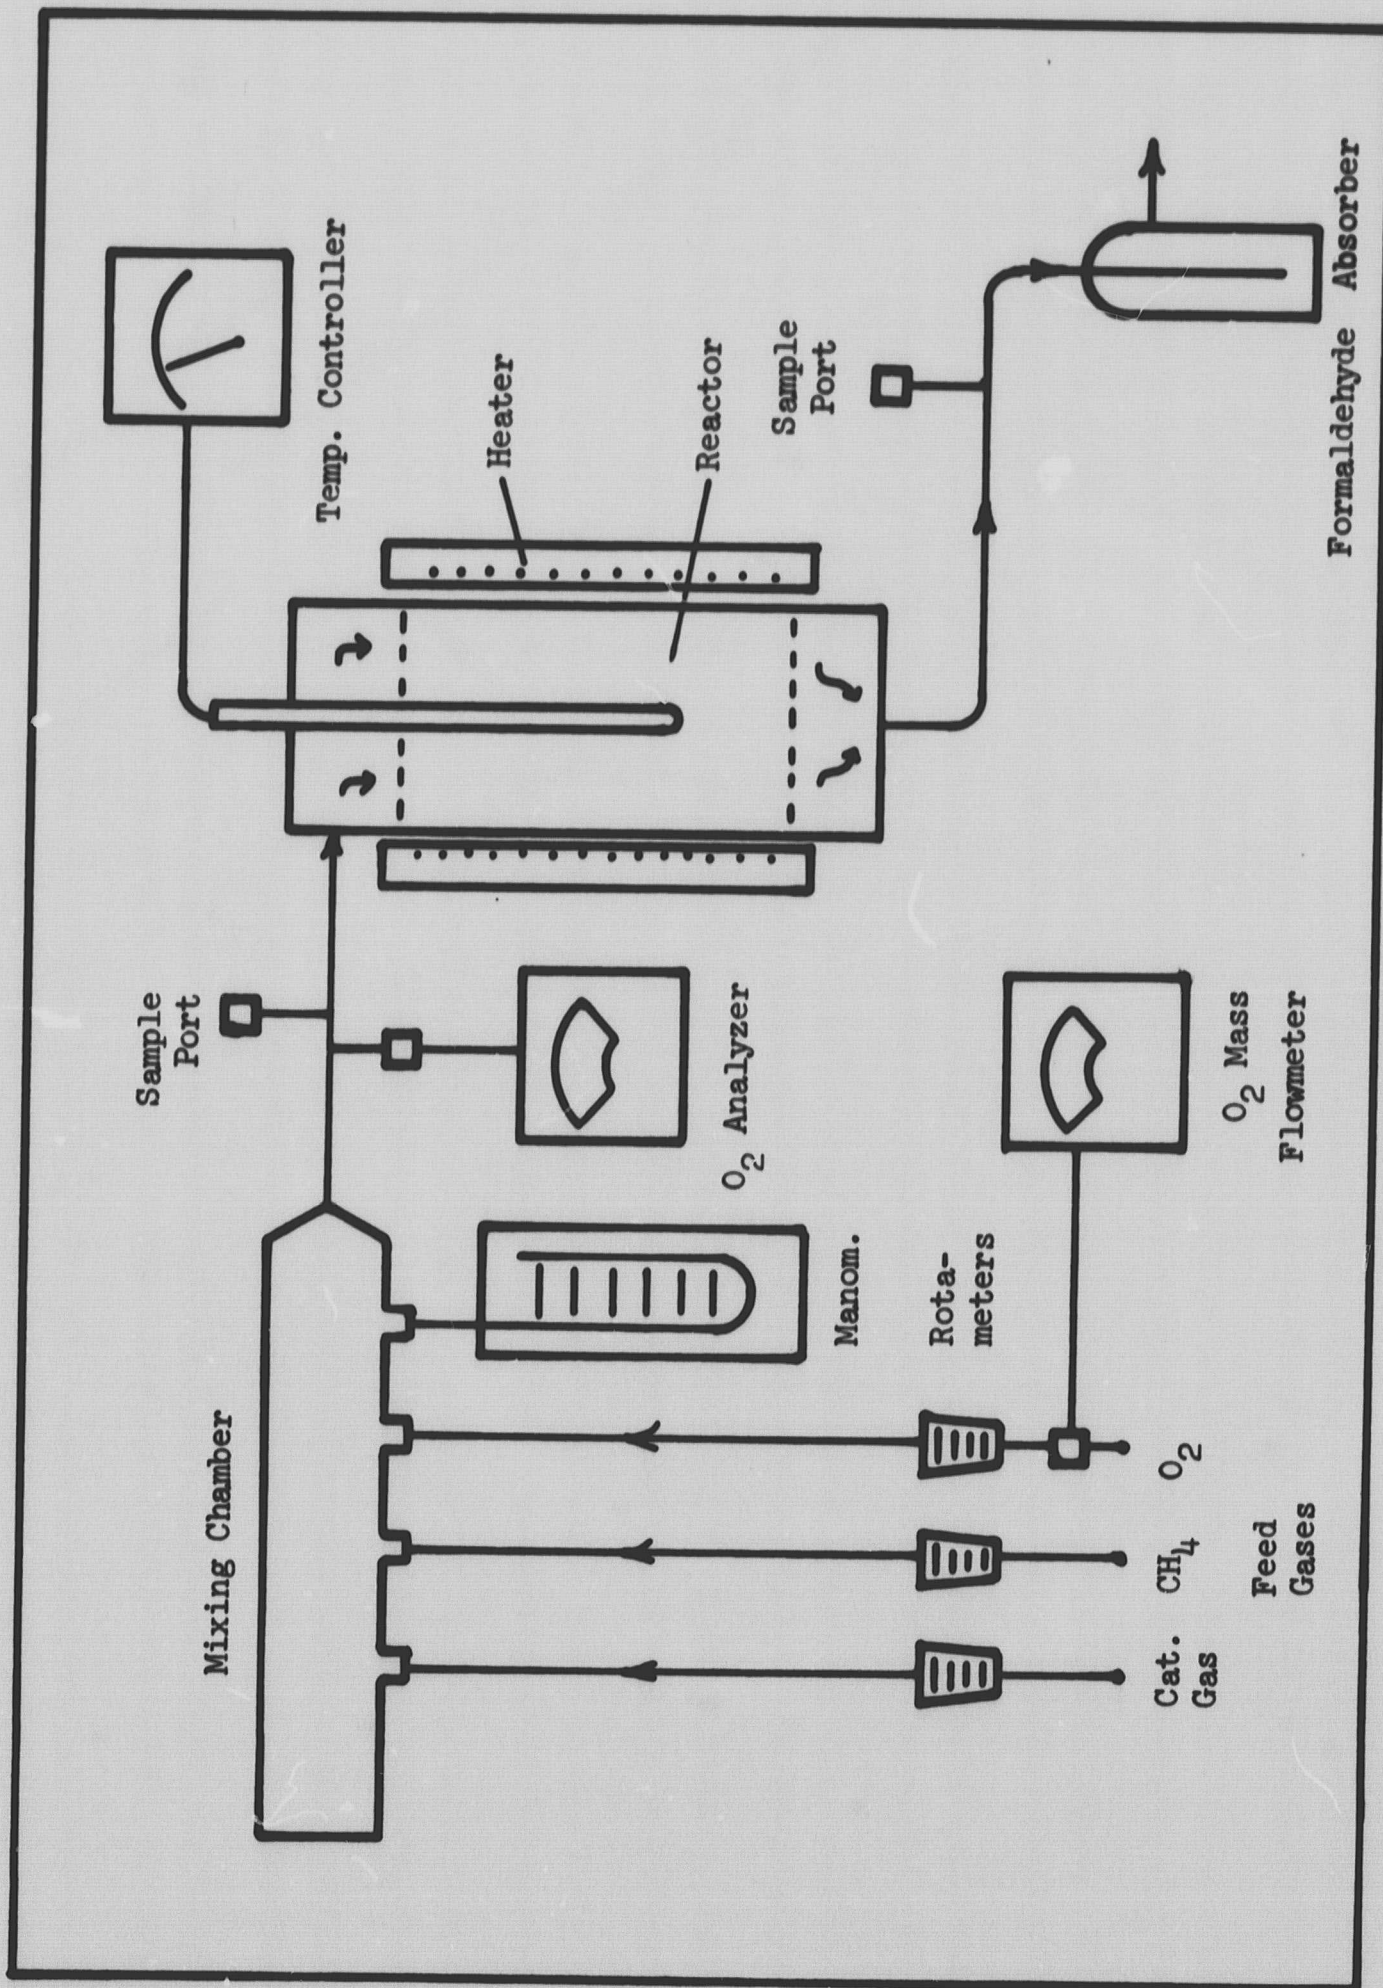 Temp. Controller
Sample
Port
Mixing Chamber
Heater
Reactor
Sample
Port
O₂ Analyzer
Manom.
Rota-
meters
O₂ Mass
Flowmeter
Cat.
Gas
CH₄
O₂
Feed
Gases
Formaldehyde Absorber